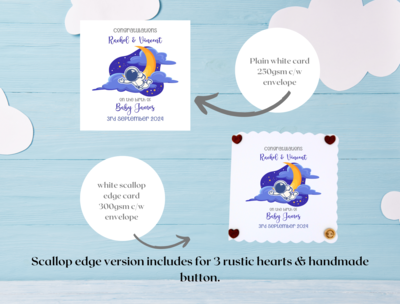 congratulations
Rachel & Vincent
on the birth of
Baby James
3rd September 2024
Plain white card
250gsm c/w
envelope
white scallop
edge card
300gsm c/w
envelope
congratulations
Rachel & Vincent
on the birth of
Baby James
3rd September 2024
Scallop edge version includes for 3 rustic hearts & handmade
button.